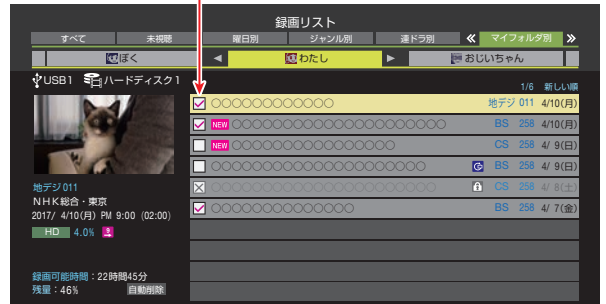 録画リスト
すべて 未視聴 曜日別 ジャンル別 連ドラ別 マイフォルダ別
ぼく わたし おじいちゃん
USB1 ハードディスク1
1/6 新しい順
○○○○○○○○○○○○ 地デジ 011 4/10(月)
NEW ○○○○○○○○○○○○○○○○○○○○ BS 258 4/10(月)
NEW ○○○○○○○○○○○○○○○ CS 258 4/ 9(日)
○○○○○○○○○○○○○○○○○○○○ BS 258 4/ 9(日)
○○○○○○○○○○○○○○○○○○○○○ CS 258 4/ 8(土)
○○○○○○○○○○○○○ BS 258 4/ 7(金)
地デジ 011
NHK総合・東京
2017/ 4/10(月) PM 9:00 (02:00)
HD 4.0%
録画可能時間：22時間45分
残量：46% 自動削除